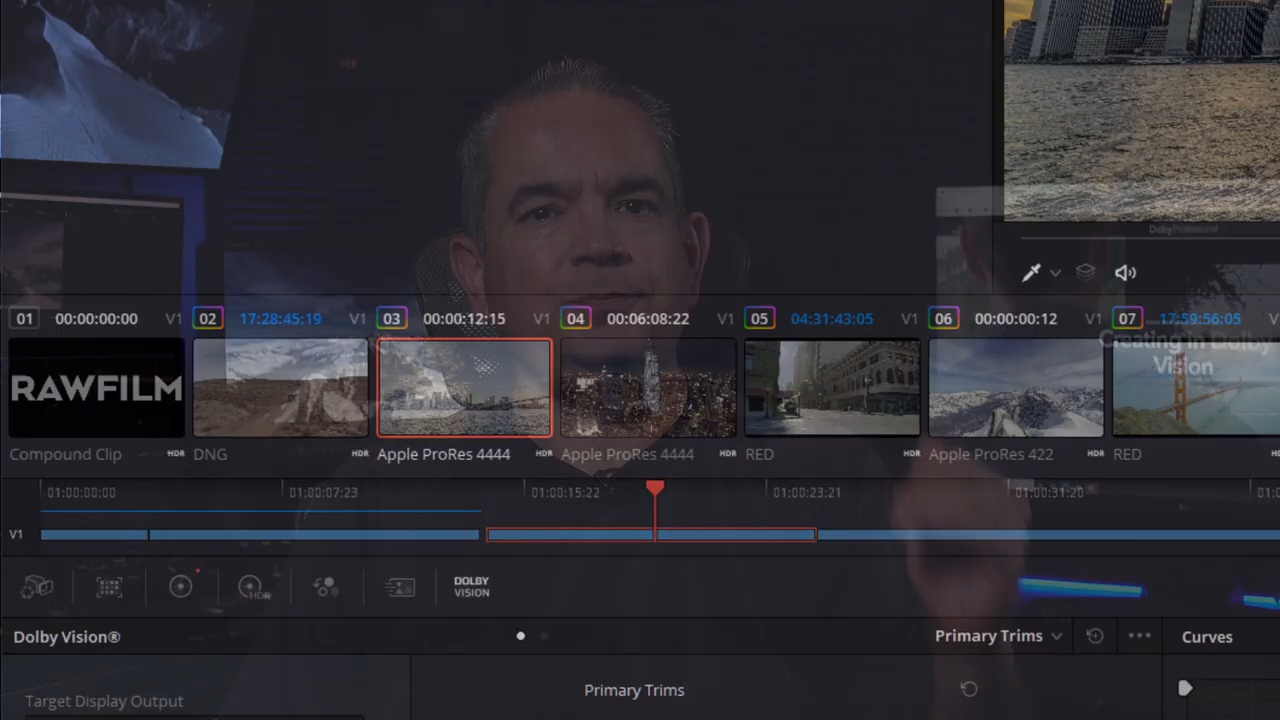 DolbyProfessional
01 00:00:00:00 V1 02 17:28:45:19 V1 03 00:00:12:15 V1 04 00:06:08:22 V1 05 04:31:43:05 V1 06 00:00:00:12 V1 07 17:59:56:05
Creating in Dolby
Vision
RAWFILM
Compound Clip HDR DNG HDR Apple ProRes 4444 HDR Apple ProRes 4444 HDR RED HDR Apple ProRes 422 HDR RED
01:00:00:00 01:00:07:23 01:00:15:22 01:00:23:21 01:00:31:20
V1
HDR
DOLBY
VISION
Dolby Vision® Primary Trims Curves
Target Display Output Primary Trims